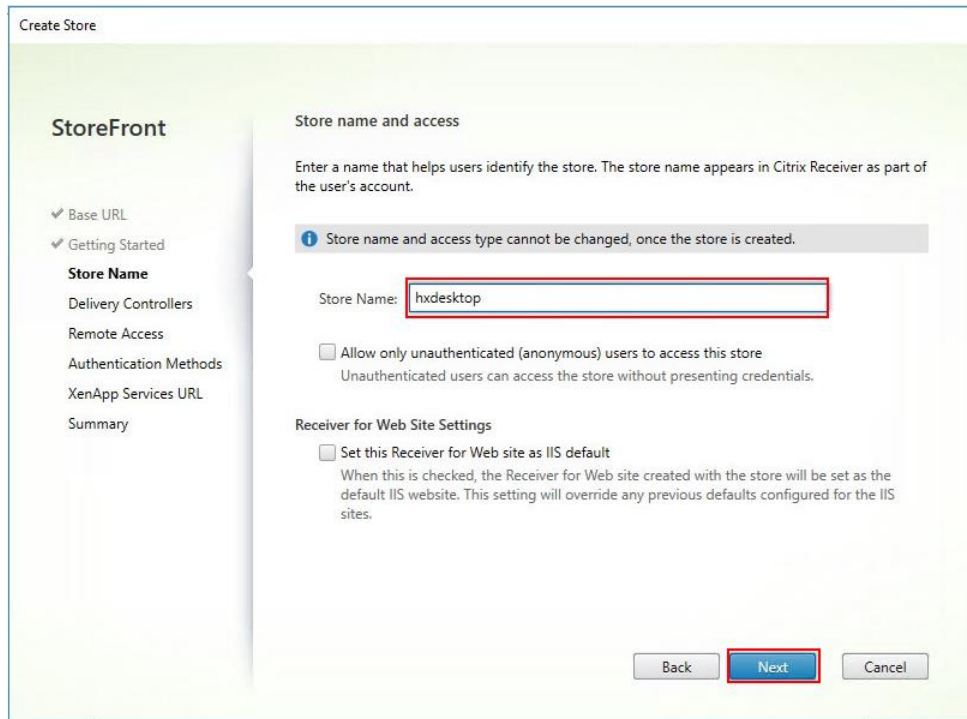 Create Store
StoreFront
✔ Base URL
✔ Getting Started
Store Name
Delivery Controllers
Remote Access
Authentication Methods
XenApp Services URL
Summary
Store name and access
Enter a name that helps users identify the store. The store name appears in Citrix Receiver as part of
the user's account.
Store name and access type cannot be changed, once the store is created.
Store Name: hxdesktop
Allow only unauthenticated (anonymous) users to access this store
Unauthenticated users can access the store without presenting credentials.
Receiver for Web Site Settings
Set this Receiver for Web site as IIS default
When this is checked, the Receiver for Web site created with the store will be set as the
default IIS website. This setting will override any previous defaults configured for the IIS
sites.
Back Next Cancel